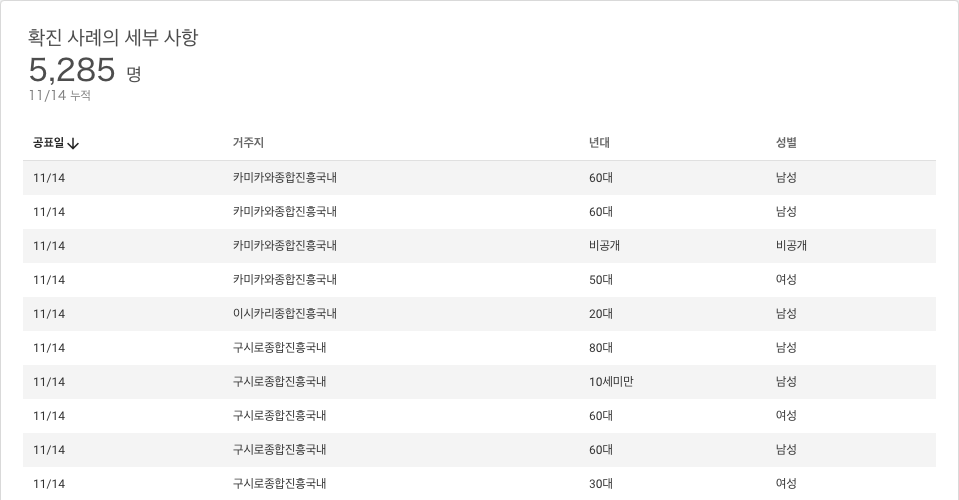 확진 사례의 세부 사항
5,285 명
11/14 누적
공표일 거주지 년대 성별
11/14 카미카와종합진흥국내 60대 남성
11/14 카미카와종합진흥국내 60대 남성
11/14 카미카와종합진흥국내 비공개 비공개
11/14 카미카와종합진흥국내 50대 여성
11/14 이시카리종합진흥국내 20대 남성
11/14 구시로종합진흥국내 80대 남성
11/14 구시로종합진흥국내 10세미만 남성
11/14 구시로종합진흥국내 60대 여성
11/14 구시로종합진흥국내 60대 남성
11/14 구시로종합진흥국내 30대 여성